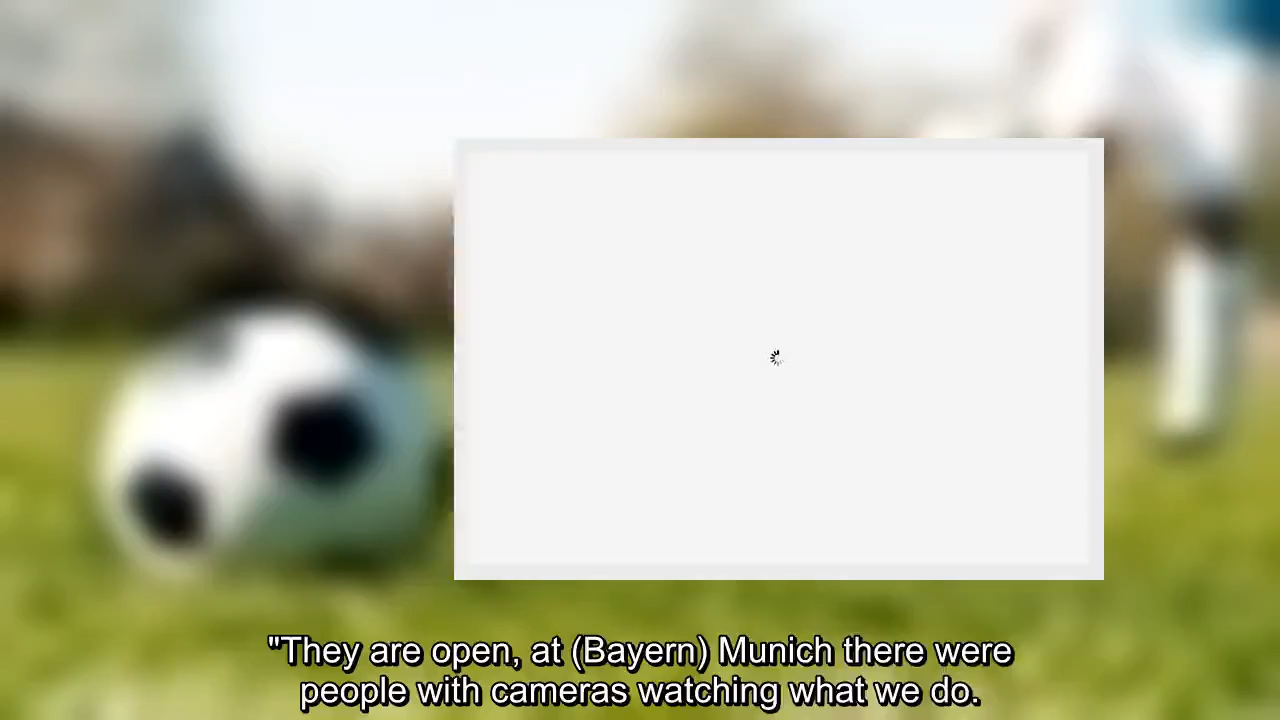 "They are open, at (Bayern) Munich there were
people with cameras watching what we do.